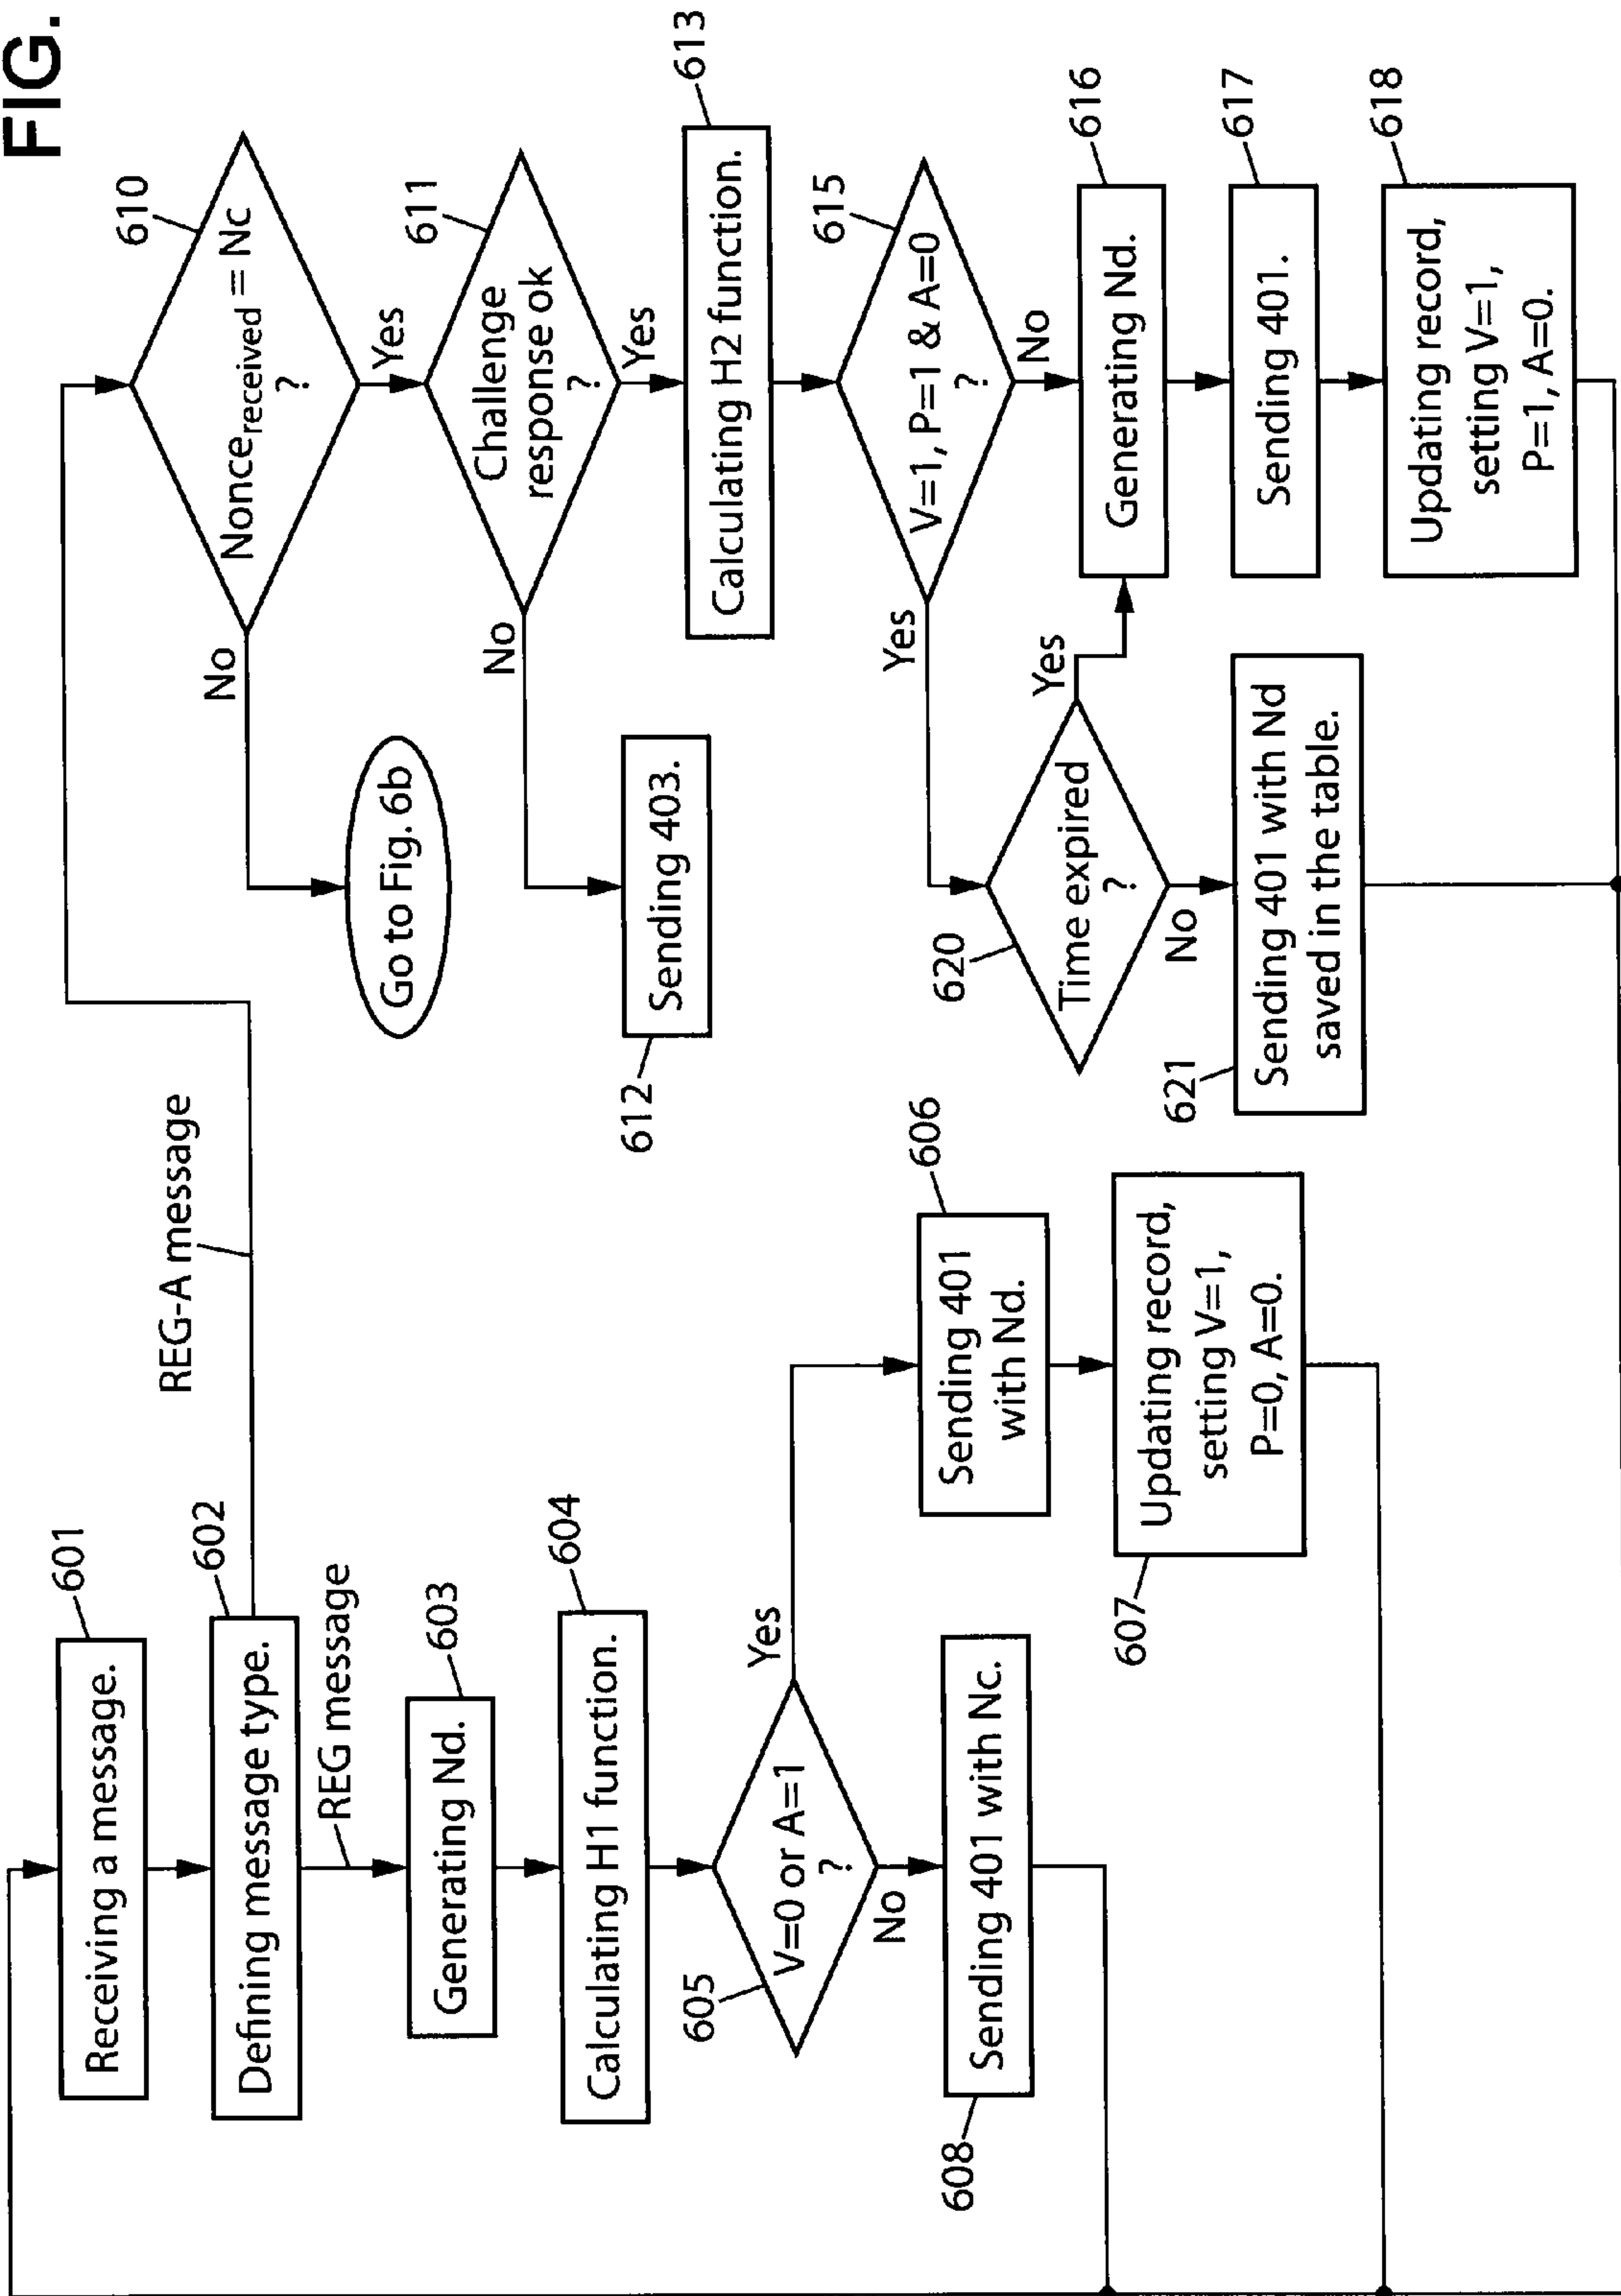 FIG.
601
Receiving a message.
602
Defining message type.
REG-A message
REG message
603
Generating Nd.
604
Calculating H1 function.
605
V=0 or A=1
?
Yes
No
606
Sending 401
with Nd.
607
Updating record,
setting V=1,
P=0, A=0.
608
Sending 401 with Nc.
610
Nonce received = Nc
?
No
Yes
Go to Fig. 6b
611
Challenge
response ok
?
No
Yes
612
Sending 403.
613
Calculating H2 function.
615
V=1, P=1 & A=0
?
Yes
No
620
Time expired
?
Yes
No
616
Generating Nd.
617
Sending 401.
618
Updating record,
setting V=1,
P=1, A=0.
621
Sending 401 with Nd
saved in the table.